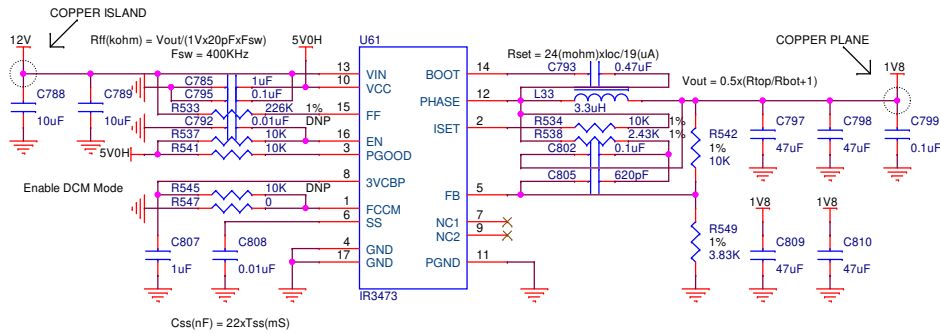 COPPER ISLAND
12V
Rff(kohm) = Vout/(1Vx20pFxFsw)
Fsw = 400KHz
5V0H
U61
Rset = 24(mohm)xIoc/19(uA)
COPPER PLANE
1V8
Vout = 0.5x(Rtop/Rbot+1)
C788
10uF
C789
10uF
C785 1uF
C795 0.1uF
R533 226K 1%
C792 0.01uF DNP
R537 10K
R541 10K
5V0H
Enable DCM Mode
R545 10K DNP
R547 0
C807
1uF
C808
0.01uF
13 VIN
10 VCC
15 FF
16 EN
3 PGOOD
8 3VCBP
1 FCCM
6 SS
4 GND
17 GND
BOOT 14
PHASE 12
ISET 2
FB 5
NC1 7
NC2 9
PGND 11
IR3473
C793 0.47uF
L33
3.3uH
R534 10K 1%
R538 2.43K 1%
C802 0.1uF
C805 620pF
R542
1%
10K
C797
47uF
C798
47uF
C799
0.1uF
R549
1%
3.83K
1V8
C809
47uF
1V8
C810
47uF
Css(nF) = 22xTss(mS)